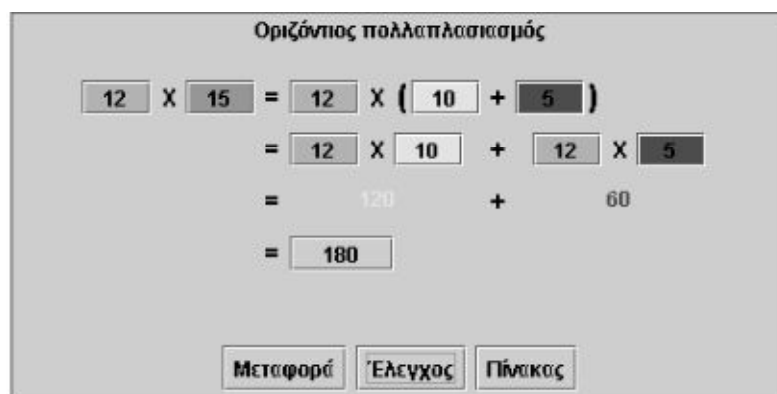 Οριζόντιος πολλαπλασιασμός
12 X 15 = 12 X ( 10 + 5 )
= 12 X 10 + 12 X 5
= 120 + 60
= 180
Μεταφορά Έλεγχος Πίνακας